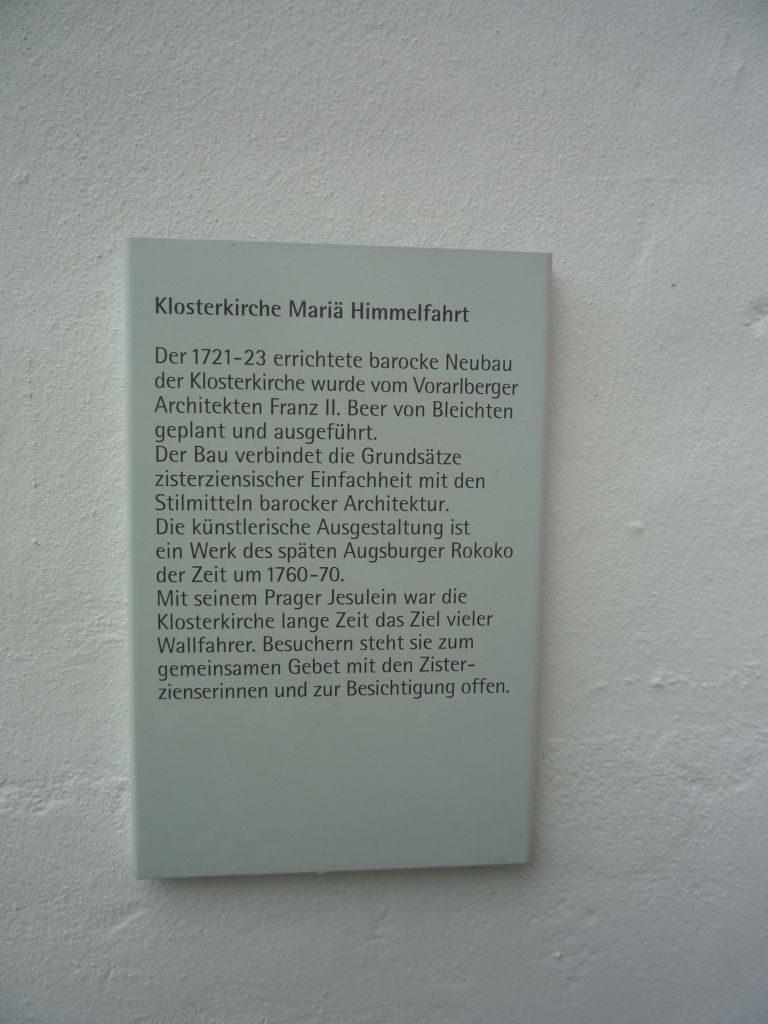 Klosterkirche Mariä Himmelfahrt
Der 1721-23 errichtete barocke Neubau
der Klosterkirche wurde vom Vorarlberger
Architekten Franz II. Beer von Bleichten
geplant und ausgeführt.
Der Bau verbindet die Grundsätze
zisterziensischer Einfachheit mit den
Stilmitteln barocker Architektur.
Die künstlerische Ausgestaltung ist
ein Werk des späten Augsburger Rokoko
der Zeit um 1760-70.
Mit seinem Prager Jesulein war die
Klosterkirche lange Zeit das Ziel vieler
Wallfahrer. Besuchern steht sie zum
gemeinsamen Gebet mit den Zister-
zienserinnen und zur Besichtigung offen.